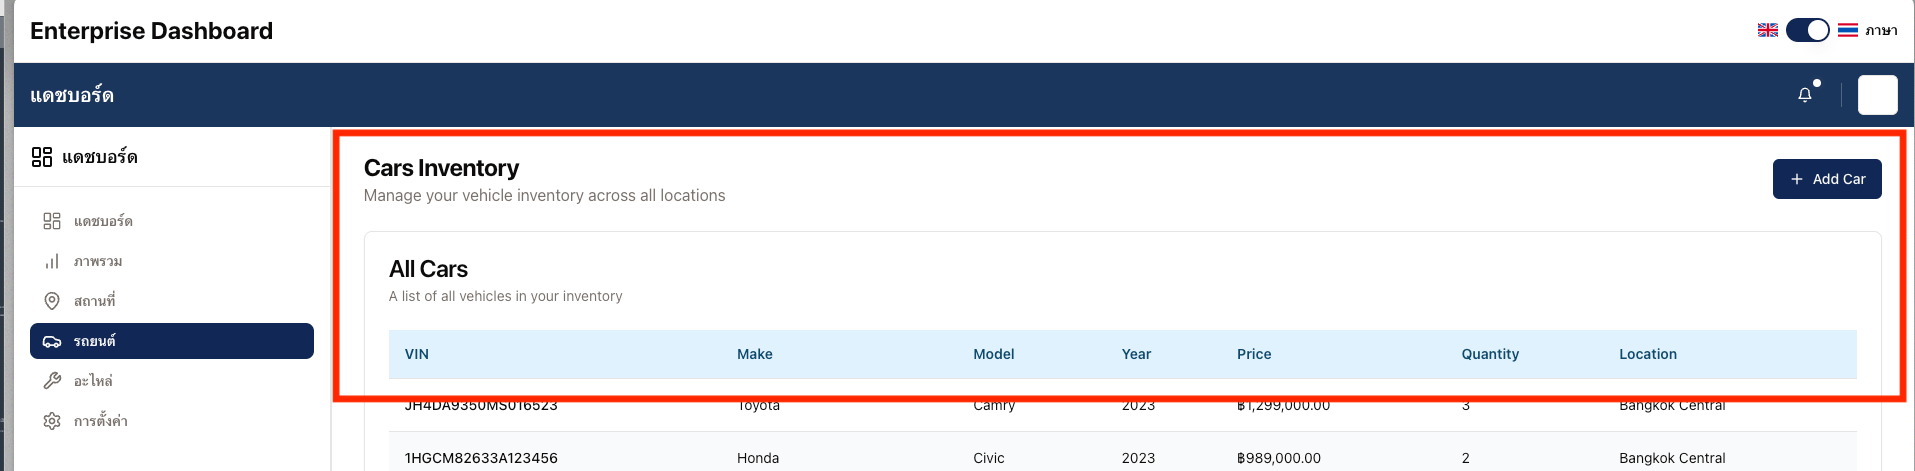 Enterprise Dashboard
ภาษา
แดชบอร์ด
แดชบอร์ด
แดชบอร์ด
ภาพรวม
สถานที่
รถยนต์
อะไหล่
การตั้งค่า
Cars Inventory
Manage your vehicle inventory across all locations
+ Add Car
All Cars
A list of all vehicles in your inventory
VIN Make Model Year Price Quantity Location
JH4DA9350MS016523 Toyota Camry 2023 ฿1,299,000.00 3 Bangkok Central
1HGCM82633A123456 Honda Civic 2023 ฿989,000.00 2 Bangkok Central